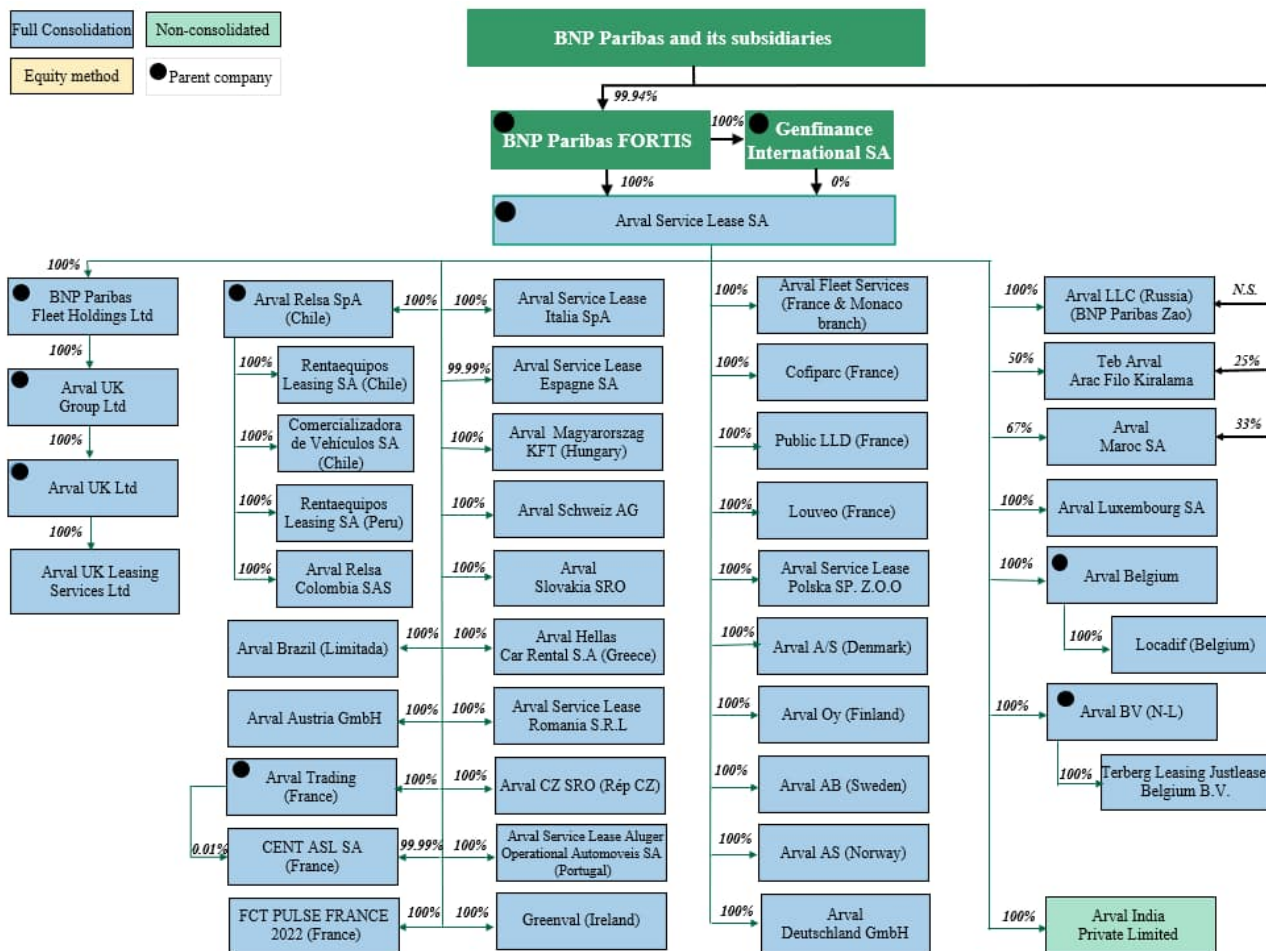 Full Consolidation
Non-consolidated
Equity method
Parent company
BNP Paribas and its subsidiaries
99.94%
BNP Paribas FORTIS
100%
Genfinance
International SA
100%
0%
Arval Service Lease SA
100%
BNP Paribas
Fleet Holdings Ltd
100%
Arval UK
Group Ltd
100%
Arval UK Ltd
100%
Arval UK Leasing
Services Ltd
Arval Relsa SpA
(Chile)
100%
100%
Rentaequipos
Leasing SA (Chile)
100%
Comercializadora
de Vehículos SA
(Chile)
100%
Rentaequipos
Leasing SA (Peru)
100%
Arval Relsa
Colombia SAS
Arval Brazil (Limitada)
100%
Arval Austria GmbH
100%
Arval Trading
(France)
100%
0.01%
CENT ASL SA
(France)
99.99%
FCT PULSE FRANCE
2022 (France)
100%
100%
Arval Service Lease
Italia SpA
99.99%
Arval Service Lease
Espagne SA
100%
Arval Magyarorszag
KFT (Hungary)
100%
Arval Schweiz AG
100%
Arval
Slovakia SRO
100%
Arval Hellas
Car Rental S.A (Greece)
100%
Arval Service Lease
Romania S.R.L
100%
Arval CZ SRO (Rép CZ)
100%
Arval Service Lease Aluger
Operational Automoveis SA
(Portugal)
100%
Greenval (Ireland)
100%
Arval Fleet Services
(France & Monaco
branch)
100%
Cofiparc (France)
100%
Public LLD (France)
100%
Louveo (France)
100%
Arval Service Lease
Polska SP. Z.O.O
100%
Arval A/S (Denmark)
100%
Arval Oy (Finland)
100%
Arval AB (Sweden)
100%
Arval AS (Norway)
100%
Arval
Deutschland GmbH
100%
Arval LLC (Russia)
(BNP Paribas Zao)
N.S.
50%
Teb Arval
Arac Filo Kiralama
25%
67%
Arval
Maroc SA
33%
100%
Arval Luxembourg SA
100%
Arval Belgium
100%
Locadif (Belgium)
100%
Arval BV (N-L)
100%
Terberg Leasing Justlease
Belgium B.V.
100%
Arval India
Private Limited